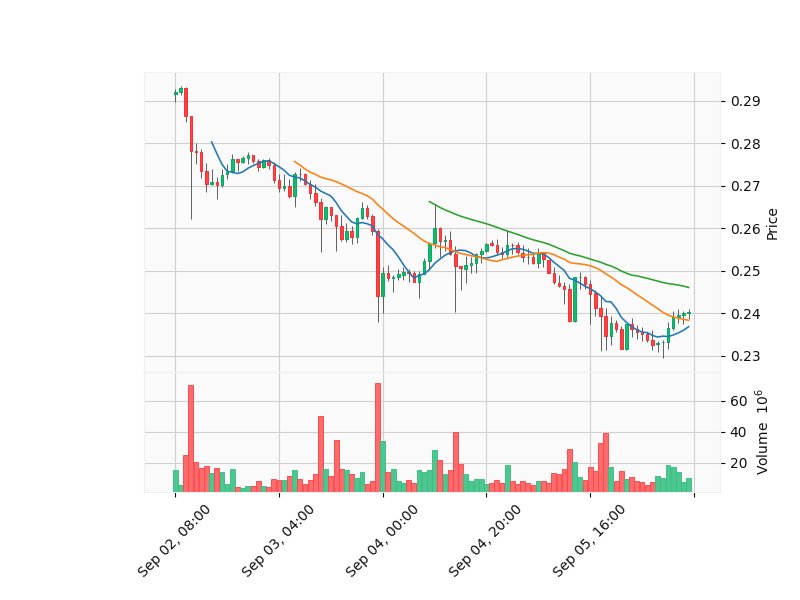 0.29
0.28
0.27
0.26
0.25
0.24
0.23
Price
60
40
20
Volume 10⁶
Sep 02, 08:00
Sep 03, 04:00
Sep 04, 00:00
Sep 04, 20:00
Sep 05, 16:00